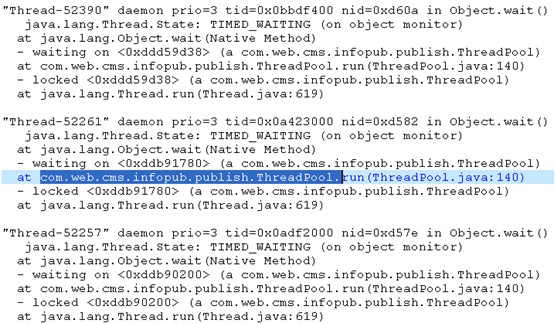 "Thread-52390" daemon prio=3 tid=0x0bbdf400 nid=0xd60a in Object.wait()
java.lang.Thread.State: TIMED_WAITING (on object monitor)
at java.lang.Object.wait(Native Method)
- waiting on <0xddd59d38> (a com.web.cms.infopub.publish.ThreadPool)
at com.web.cms.infopub.publish.ThreadPool.run(ThreadPool.java:140)
- locked <0xddd59d38> (a com.web.cms.infopub.publish.ThreadPool)
at java.lang.Thread.run(Thread.java:619)
"Thread-52261" daemon prio=3 tid=0x0a423000 nid=0xd582 in Object.wait()
java.lang.Thread.State: TIMED_WAITING (on object monitor)
at java.lang.Object.wait(Native Method)
- waiting on <0xddb91780> (a com.web.cms.infopub.publish.ThreadPool)
at com.web.cms.infopub.publish.ThreadPool.run(ThreadPool.java:140)
- locked <0xddb91780> (a com.web.cms.infopub.publish.ThreadPool)
at java.lang.Thread.run(Thread.java:619)
"Thread-52257" daemon prio=3 tid=0x0adf2000 nid=0xd57e in Object.wait()
java.lang.Thread.State: TIMED_WAITING (on object monitor)
at java.lang.Object.wait(Native Method)
- waiting on <0xddb90200> (a com.web.cms.infopub.publish.ThreadPool)
at com.web.cms.infopub.publish.ThreadPool.run(ThreadPool.java:140)
- locked <0xddb90200> (a com.web.cms.infopub.publish.ThreadPool)
at java.lang.Thread.run(Thread.java:619)